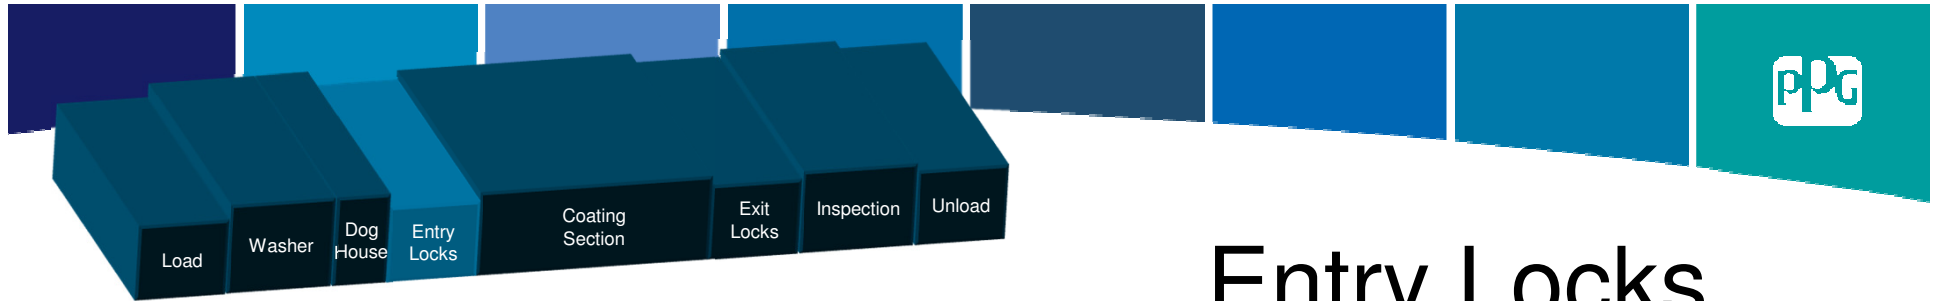 ppG
Load
Washer
Dog
House
Entry
Locks
Coating
Section
Exit
Locks
Inspection
Unload
Entry Locks